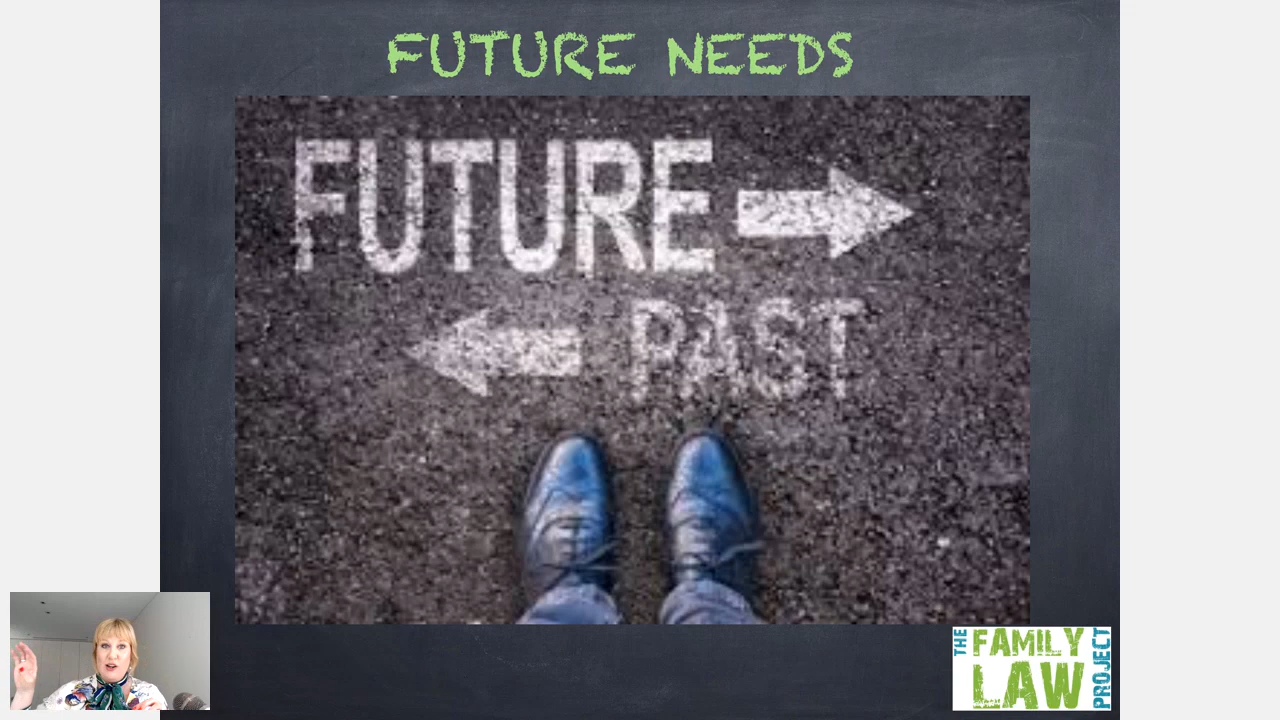 FUTURE NEEDS
FUTURE
PAST
THE
FAMILY
LAW
PROJECT